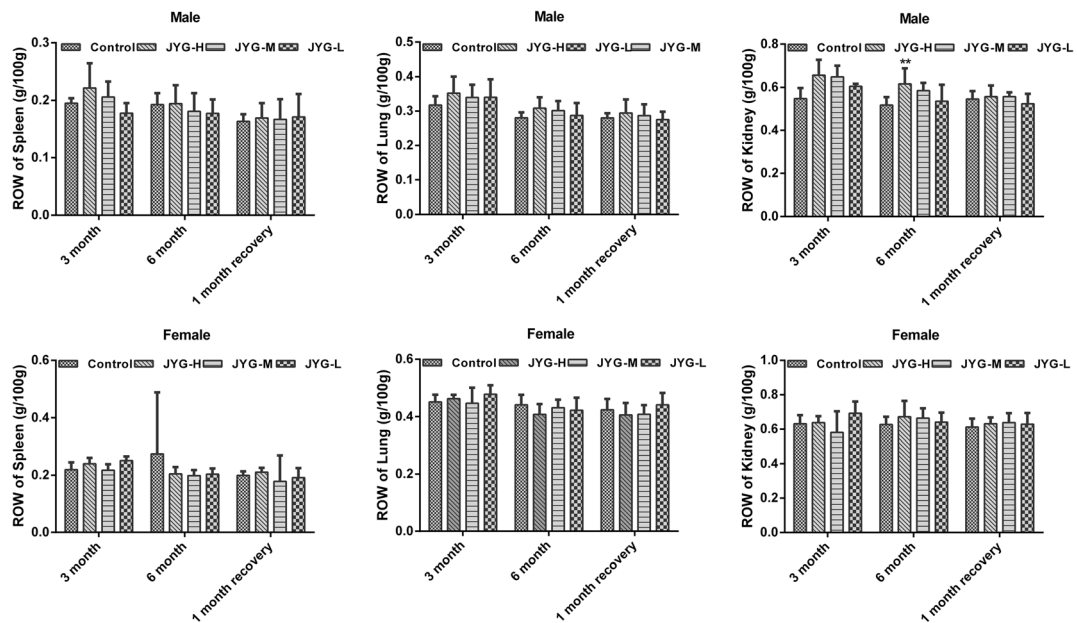 Male
Control JYG-H JYG-M JYG-L
ROW of Spleen (g/100g)
0.3
0.2
0.1
0.0
3 month
6 month
1 month recovery
Male
Control JYG-H JYG-L JYG-M
ROW of Lung (g/100g)
0.5
0.4
0.3
0.2
0.1
0.0
3 month
6 month
1 month recovery
Male
Control JYG-H JYG-M JYG-L
ROW of Kidney (g/100g)
0.8
0.6
0.4
0.2
0.0
**
3 month
6 month
1 month recovery
Female
Control JYG-H JYG-M JYG-L
ROW of Spleen (g/100g)
0.6
0.4
0.2
0.0
3 month
6 month
1 month recovery
Female
Control JYG-H JYG-M JYG-L
ROW of Lung (g/100g)
0.6
0.4
0.2
0.0
3 month
6 month
1 month recovery
Female
Control JYG-H JYG-M JYG-L
ROW of Kidney (g/100g)
1.0
0.8
0.6
0.4
0.2
0.0
3 month
6 month
1 month recovery